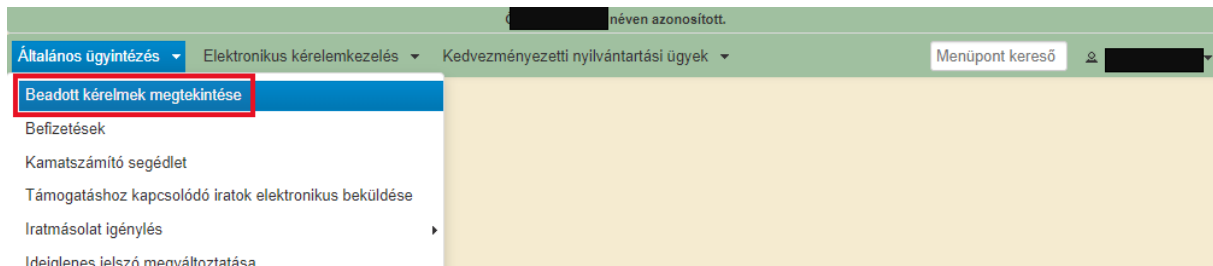 néven azonosított.
Általános ügyintézés Elektronikus kérelemkezelés Kedvezményezetti nyilvántartási ügyek Menüpont kereső
Beadott kérelmek megtekintése
Befizetések
Kamatszámító segédlet
Támogatáshoz kapcsolódó iratok elektronikus beküldése
Iratmásolat igénylés
Ideiglenes jelszó megváltoztatása